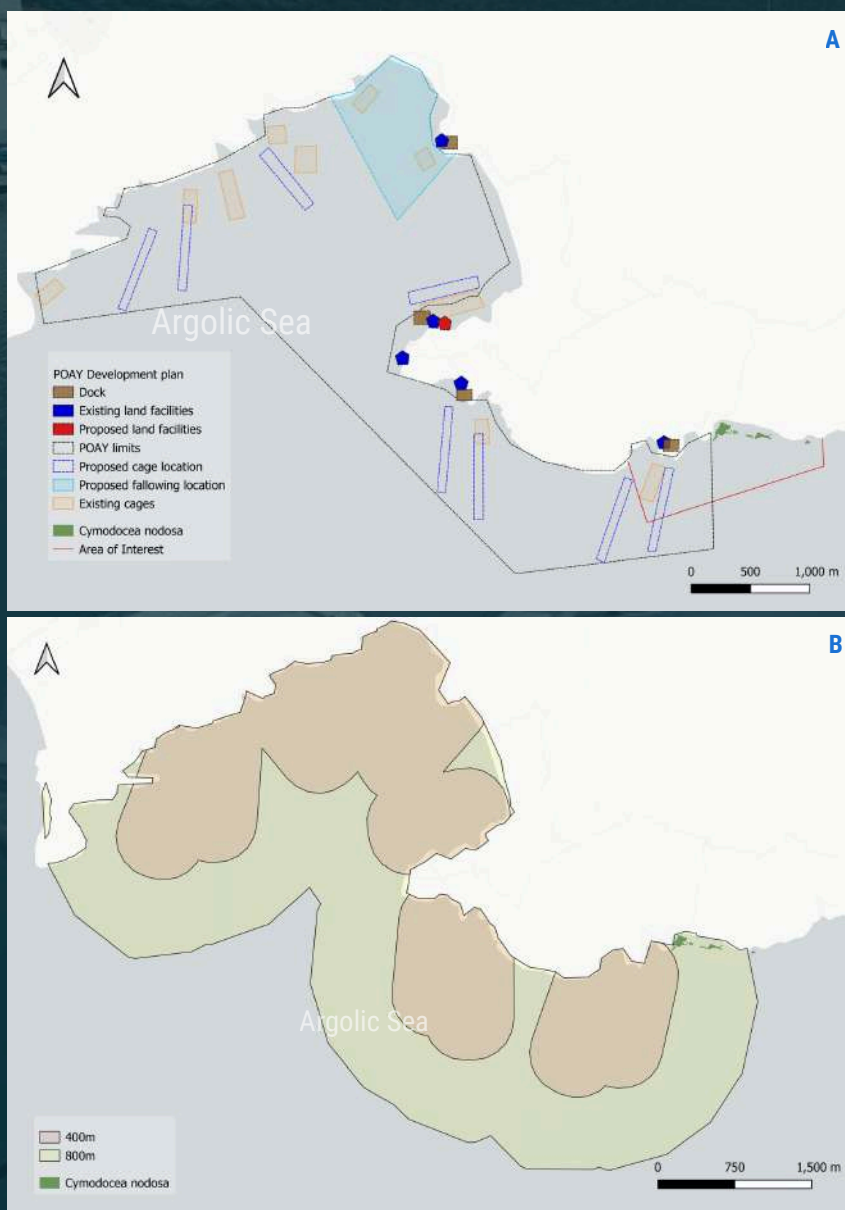 A
Argolic Sea
POAY Development plan
Dock
Existing land facilities
Proposed land facilities
POAY limits
Proposed cage location
Proposed fallowing location
Existing cages
Cymodocea nodosa
Area of Interest
0 500 1,000 m
B
Argolic Sea
400m
800m
Cymodocea nodosa
0 750 1,500 m